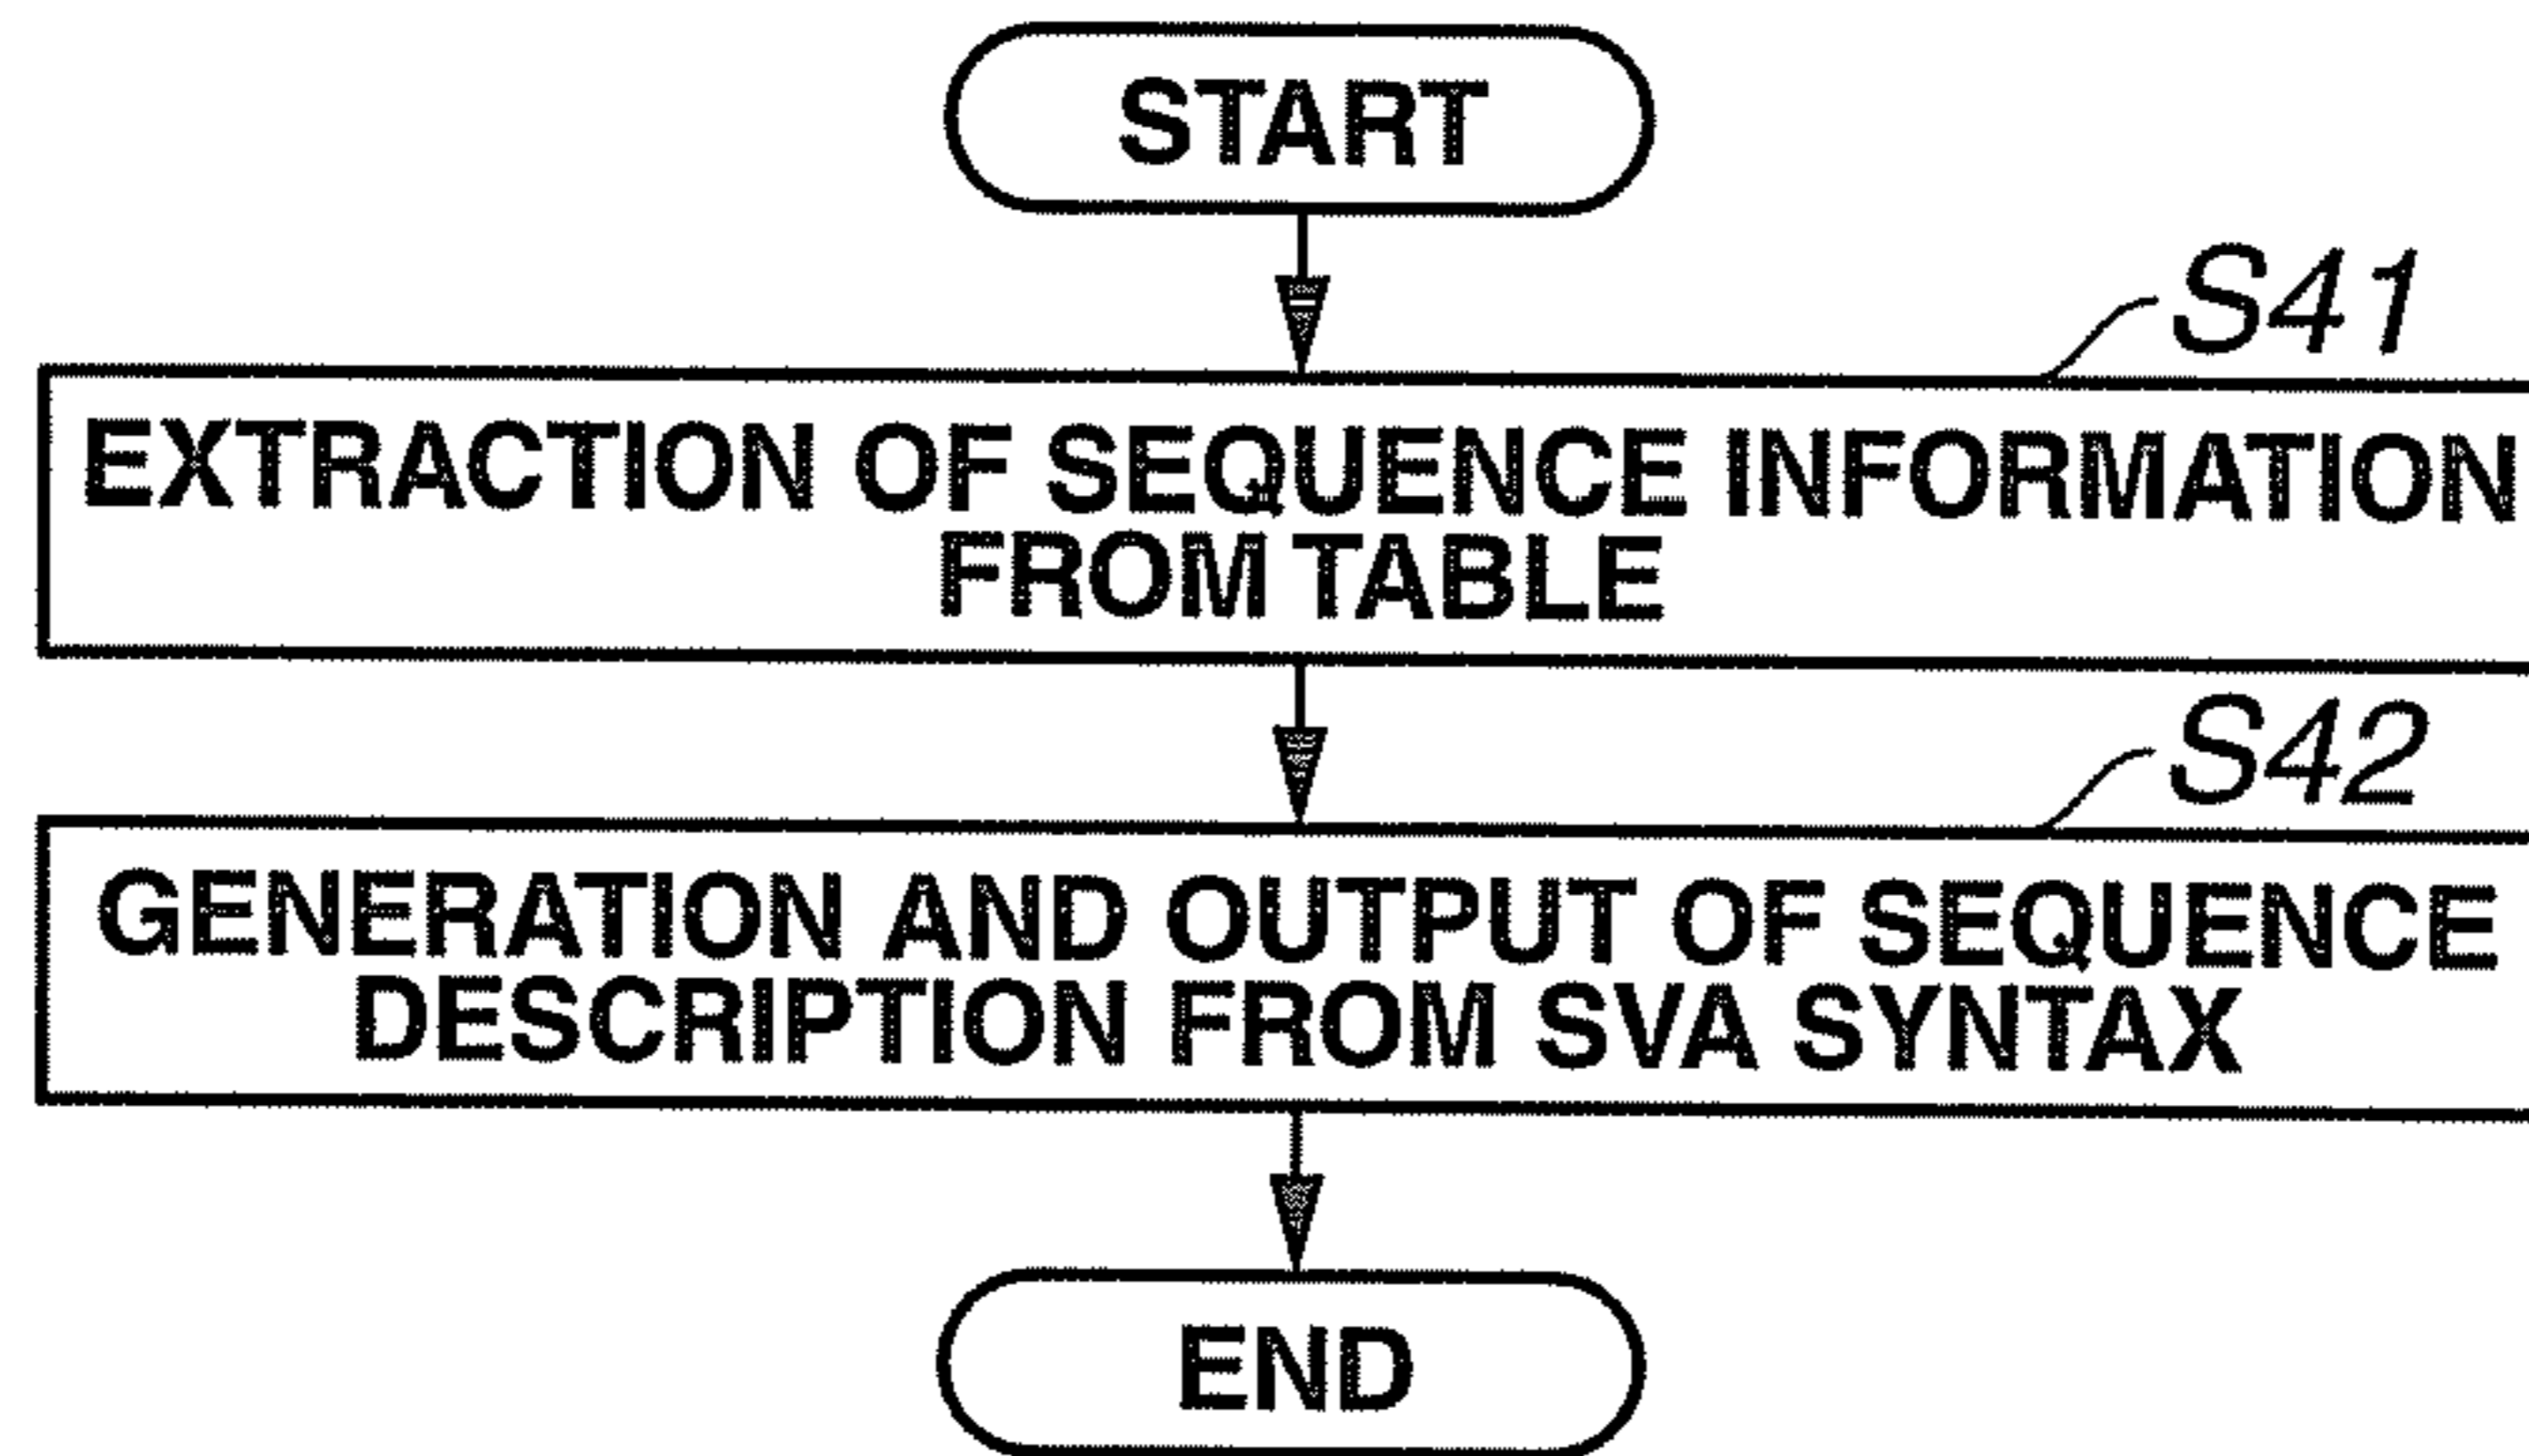 START
S41
EXTRACTION OF SEQUENCE INFORMATION
FROM TABLE
S42
GENERATION AND OUTPUT OF SEQUENCE
DESCRIPTION FROM SVA SYNTAX
END